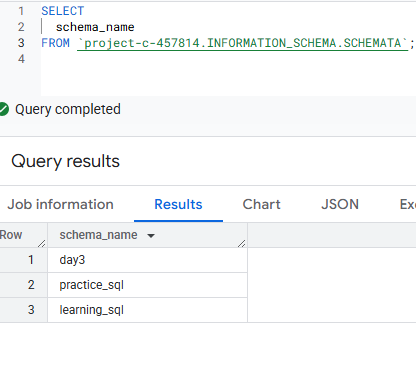 1 SELECT
2 schema_name
3 FROM `project-c-457814.INFORMATION_SCHEMA.SCHEMATA`;
4
Query completed
Query results
Job information Results Chart JSON
Row schema_name
1 day3
2 practice_sql
3 learning_sql